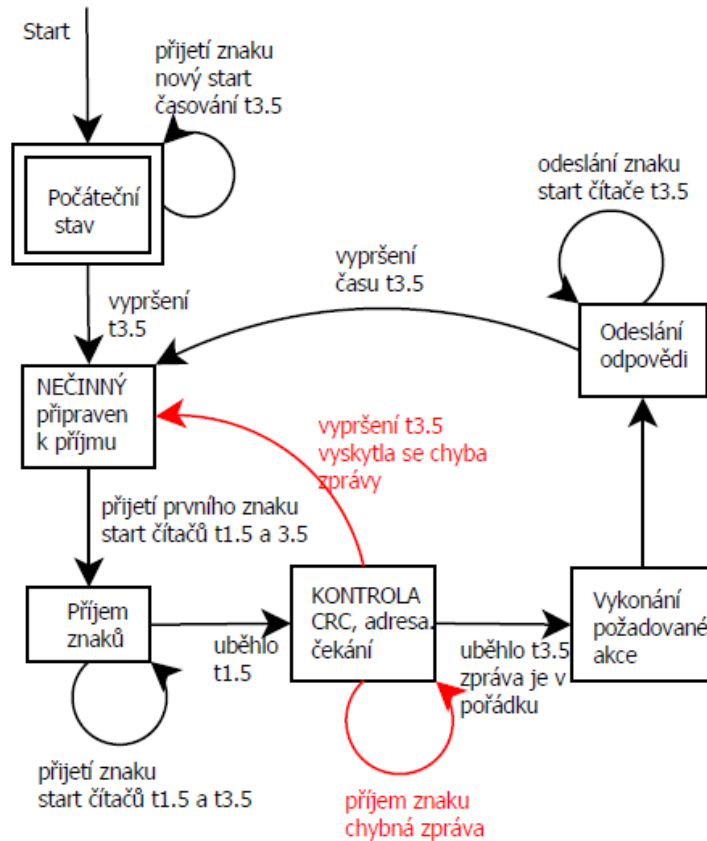 Start
přijetí znaku
nový start
časování t3.5
Počáteční
stav
odeslání znaku
start čítače t3.5
vypršení
času t3.5
vypršení
t3.5
Odeslání
odpovědi
NEČINNÝ
připraven
k příjmu
vypršení t3.5
vyskytla se chyba
zprávy
přijetí prvního znaku
start čítačů t1.5 a 3.5
Příjem
znaků
uběhlo
t1.5
KONTROLA
CRC, adresa.
čekání
uběhlo t3.5
zpráva je v
pořádku
Vykonání
požadované
akce
přijetí znaku
start čítačů t1.5 a t3.5
příjem znaku
chybná zpráva